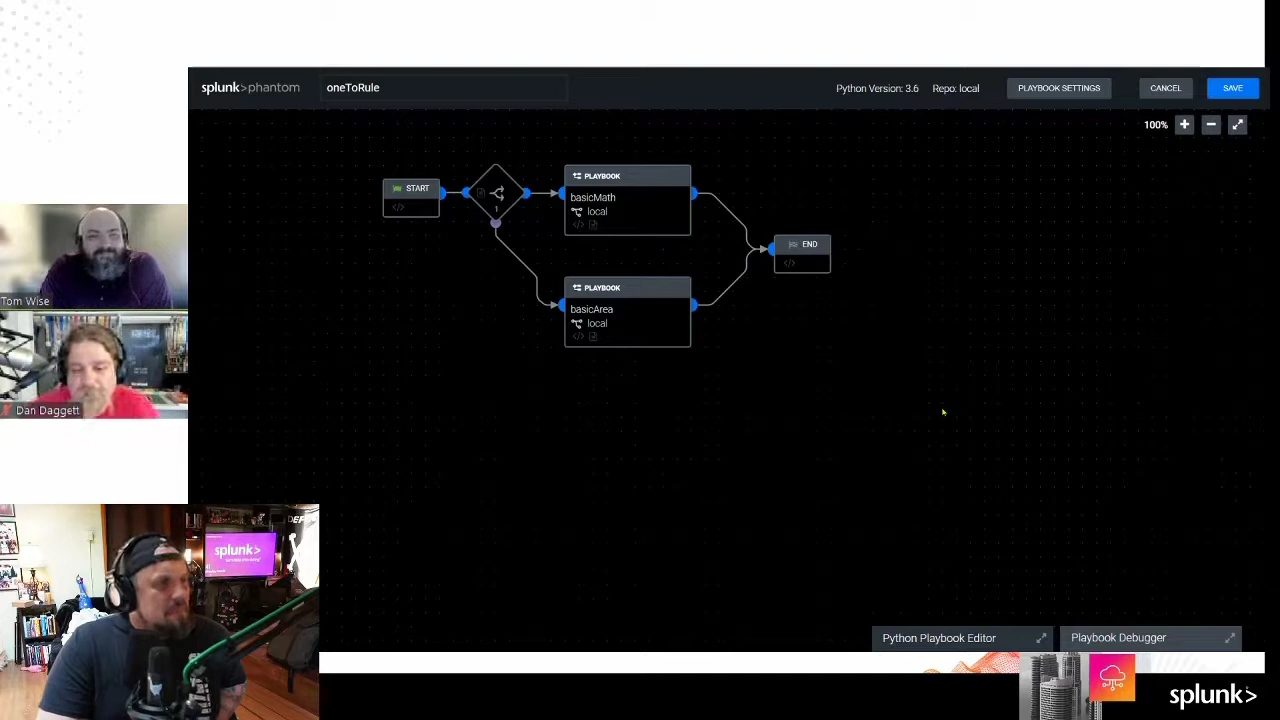 splunk>phantom
oneToRule
Python Version: 3.6
Repo: local
PLAYBOOK SETTINGS
CANCEL
SAVE
100%
START
1
PLAYBOOK
basicMath
local
PLAYBOOK
basicArea
local
END
Tom Wise
Dan Daggett
splunk>
Python Playbook Editor
Playbook Debugger
splunk>